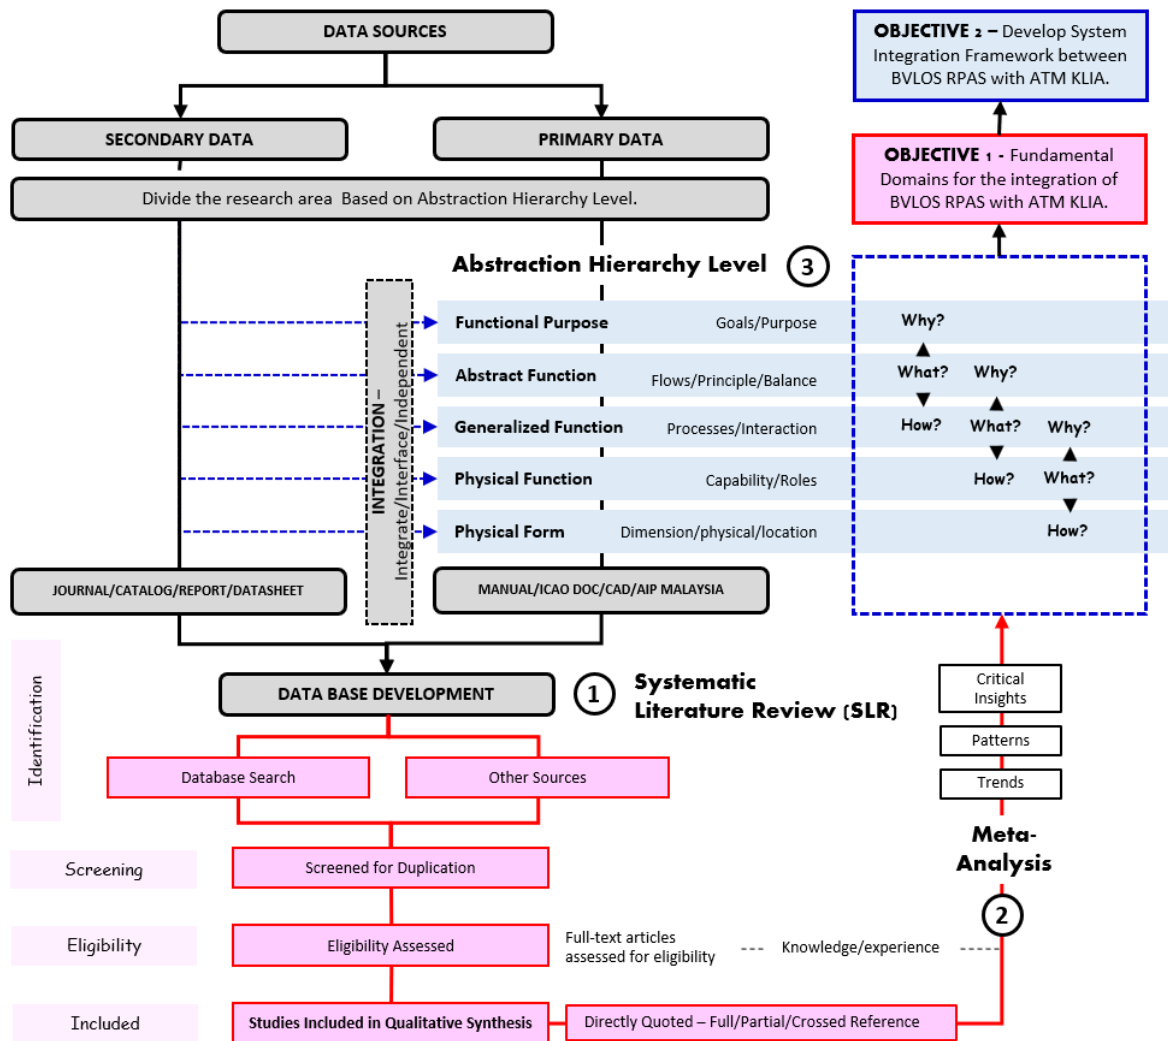 DATA SOURCES
SECONDARY DATA
PRIMARY DATA
Divide the research area Based on Abstraction Hierarchy Level.
OBJECTIVE 2 – Develop System
Integration Framework between
BVLOS RPAS with ATM KLIA.
OBJECTIVE 1 - Fundamental
Domains for the integration of
BVLOS RPAS with ATM KLIA.
Abstraction Hierarchy Level
3
INTEGRATION –
Integrate/Interface/Independent
Functional Purpose
Goals/Purpose
Why?
Abstract Function
Flows/Principle/Balance
What?
Why?
Generalized Function
Processes/Interaction
How?
What?
Why?
Physical Function
Capability/Roles
How?
What?
Physical Form
Dimension/physical/location
How?
JOURNAL/CATALOG/REPORT/DATASHEET
MANUAL/ICAO DOC/CAD/AIP MALAYSIA
DATA BASE DEVELOPMENT
1
Systematic
Literature Review (SLR)
Identification
Database Search
Other Sources
Critical
Insights
Patterns
Trends
Meta-
Analysis
2
Screening
Screened for Duplication
Eligibility
Eligibility Assessed
Full-text articles
assessed for eligibility
Knowledge/experience
Included
Studies Included in Qualitative Synthesis
Directly Quoted – Full/Partial/Crossed Reference